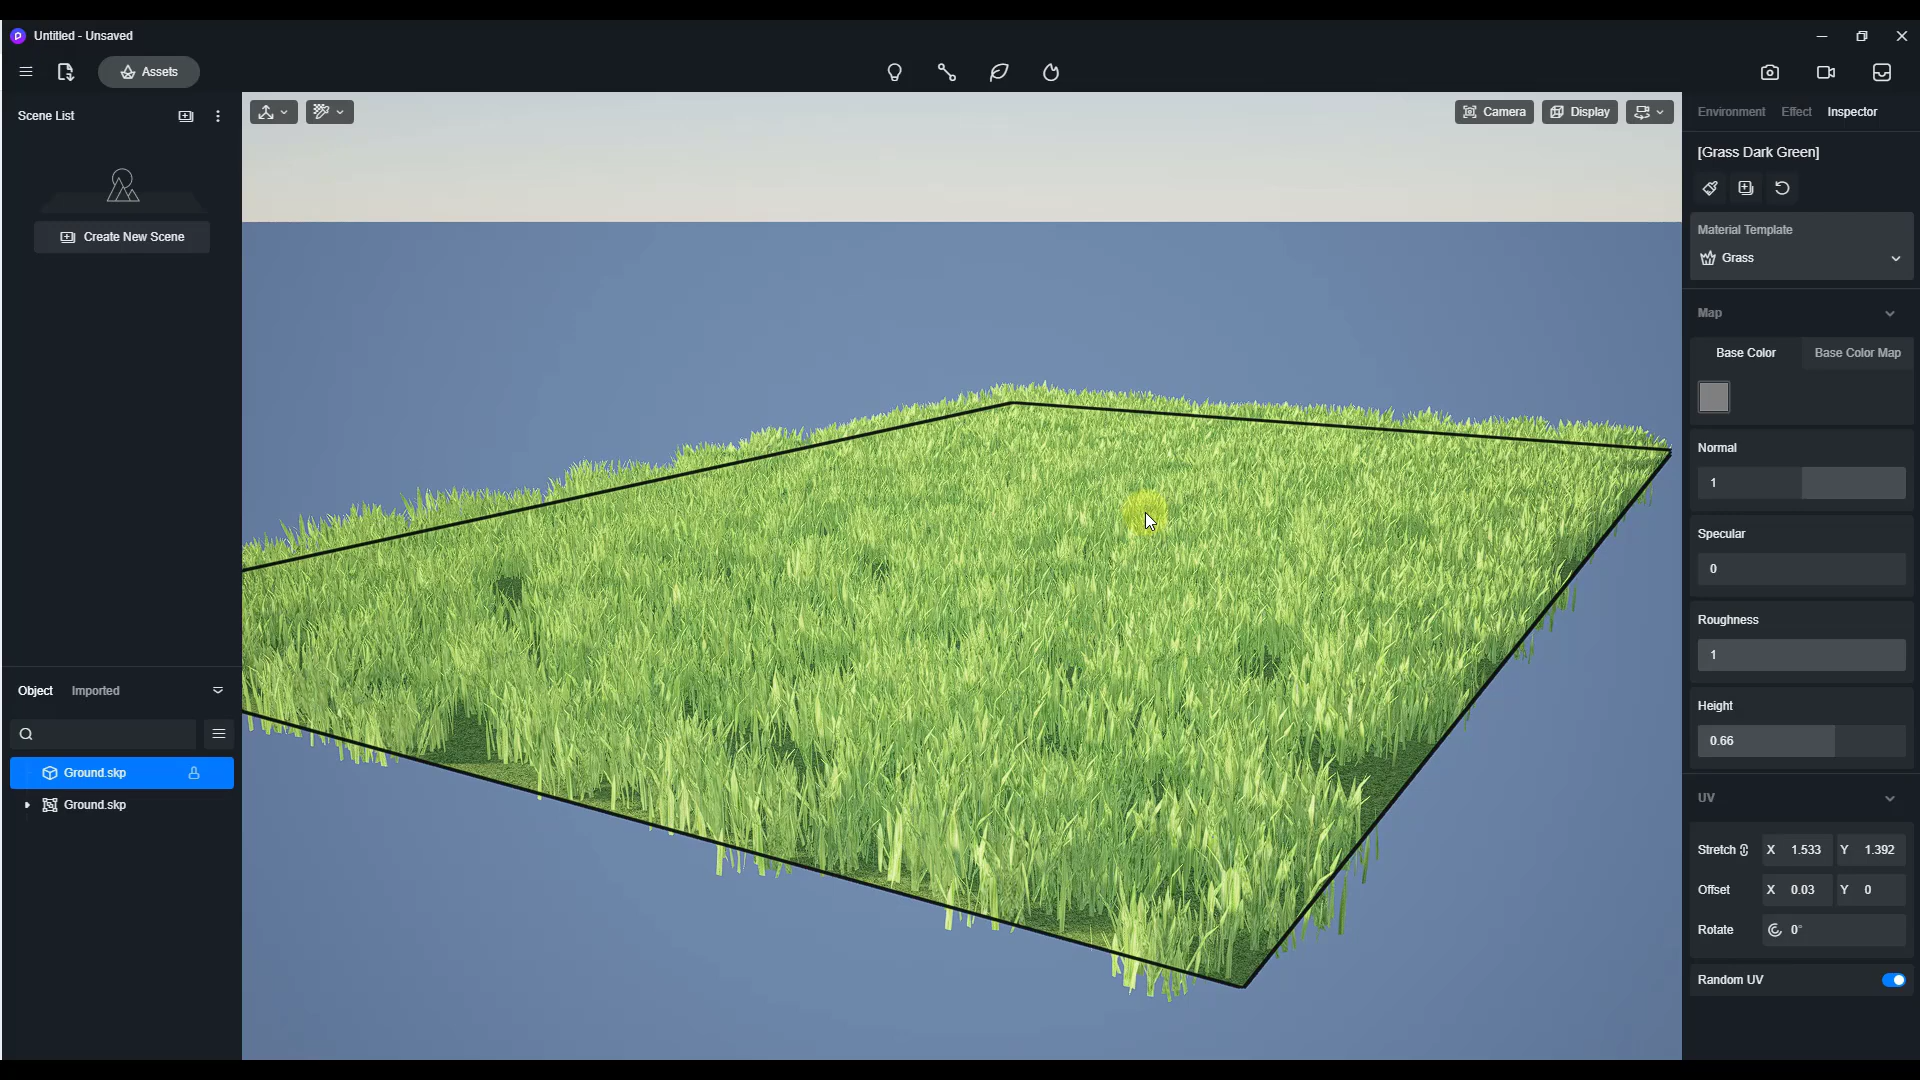 Untitled - Unsaved
Assets
Scene List
Create New Scene
Object Imported
Ground.skp
Ground.skp
Camera
Display
Environment Effect Inspector
[Grass Dark Green]
Material Template
Grass
Map
Base Color Base Color Map
Normal
1
Specular
0
Roughness
1
Height
0.66
UV
Stretch X 1.533 Y 1.392
Offset X 0.03 Y 0
Rotate 0°
Random UV